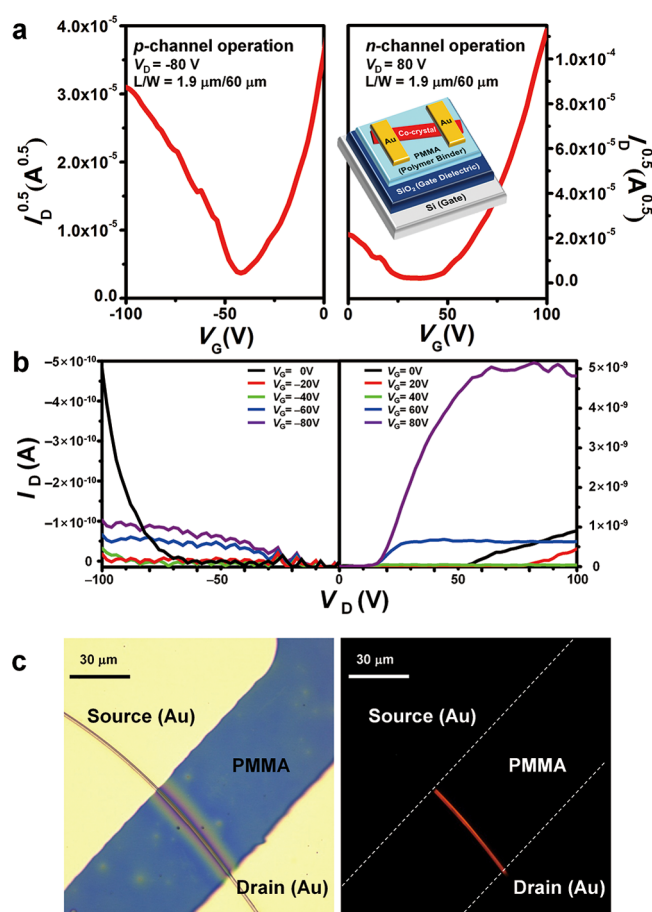 a
p-channel operation
V_D = -80 V
L/W = 1.9 μm/60 μm
4.0x10⁻⁵
3.0x10⁻⁵
2.0x10⁻⁵
1.0x10⁻⁵
0.0
I_D^0.5 (A^0.5)
-100
-50
0
V_G (V)
n-channel operation
V_D = 80 V
L/W = 1.9 μm/60 μm
Au
Co-crystal
Au
PMMA
(Polymer Binder)
SiO₂ (Gate Dielectric)
Si (Gate)
1.0x10⁻⁴
8.0x10⁻⁵
6.0x10⁻⁵
4.0x10⁻⁵
2.0x10⁻⁵
0.0
I_D^0.5 (A^0.5)
0
50
100
V_G (V)
b
−5x10⁻¹⁰
−4x10⁻¹⁰
−3x10⁻¹⁰
−2x10⁻¹⁰
−1x10⁻¹⁰
0
I_D (A)
V_G= 0V
V_G= −20V
V_G= −40V
V_G= −60V
V_G= −80V
V_G= 0V
V_G= 20V
V_G= 40V
V_G= 60V
V_G= 80V
5x10⁻⁹
4x10⁻⁹
3x10⁻⁹
2x10⁻⁹
1x10⁻⁹
0
−100
−50
0
50
100
V_D (V)
c
30 μm
Source (Au)
PMMA
Drain (Au)
30 μm
Source (Au)
PMMA
Drain (Au)